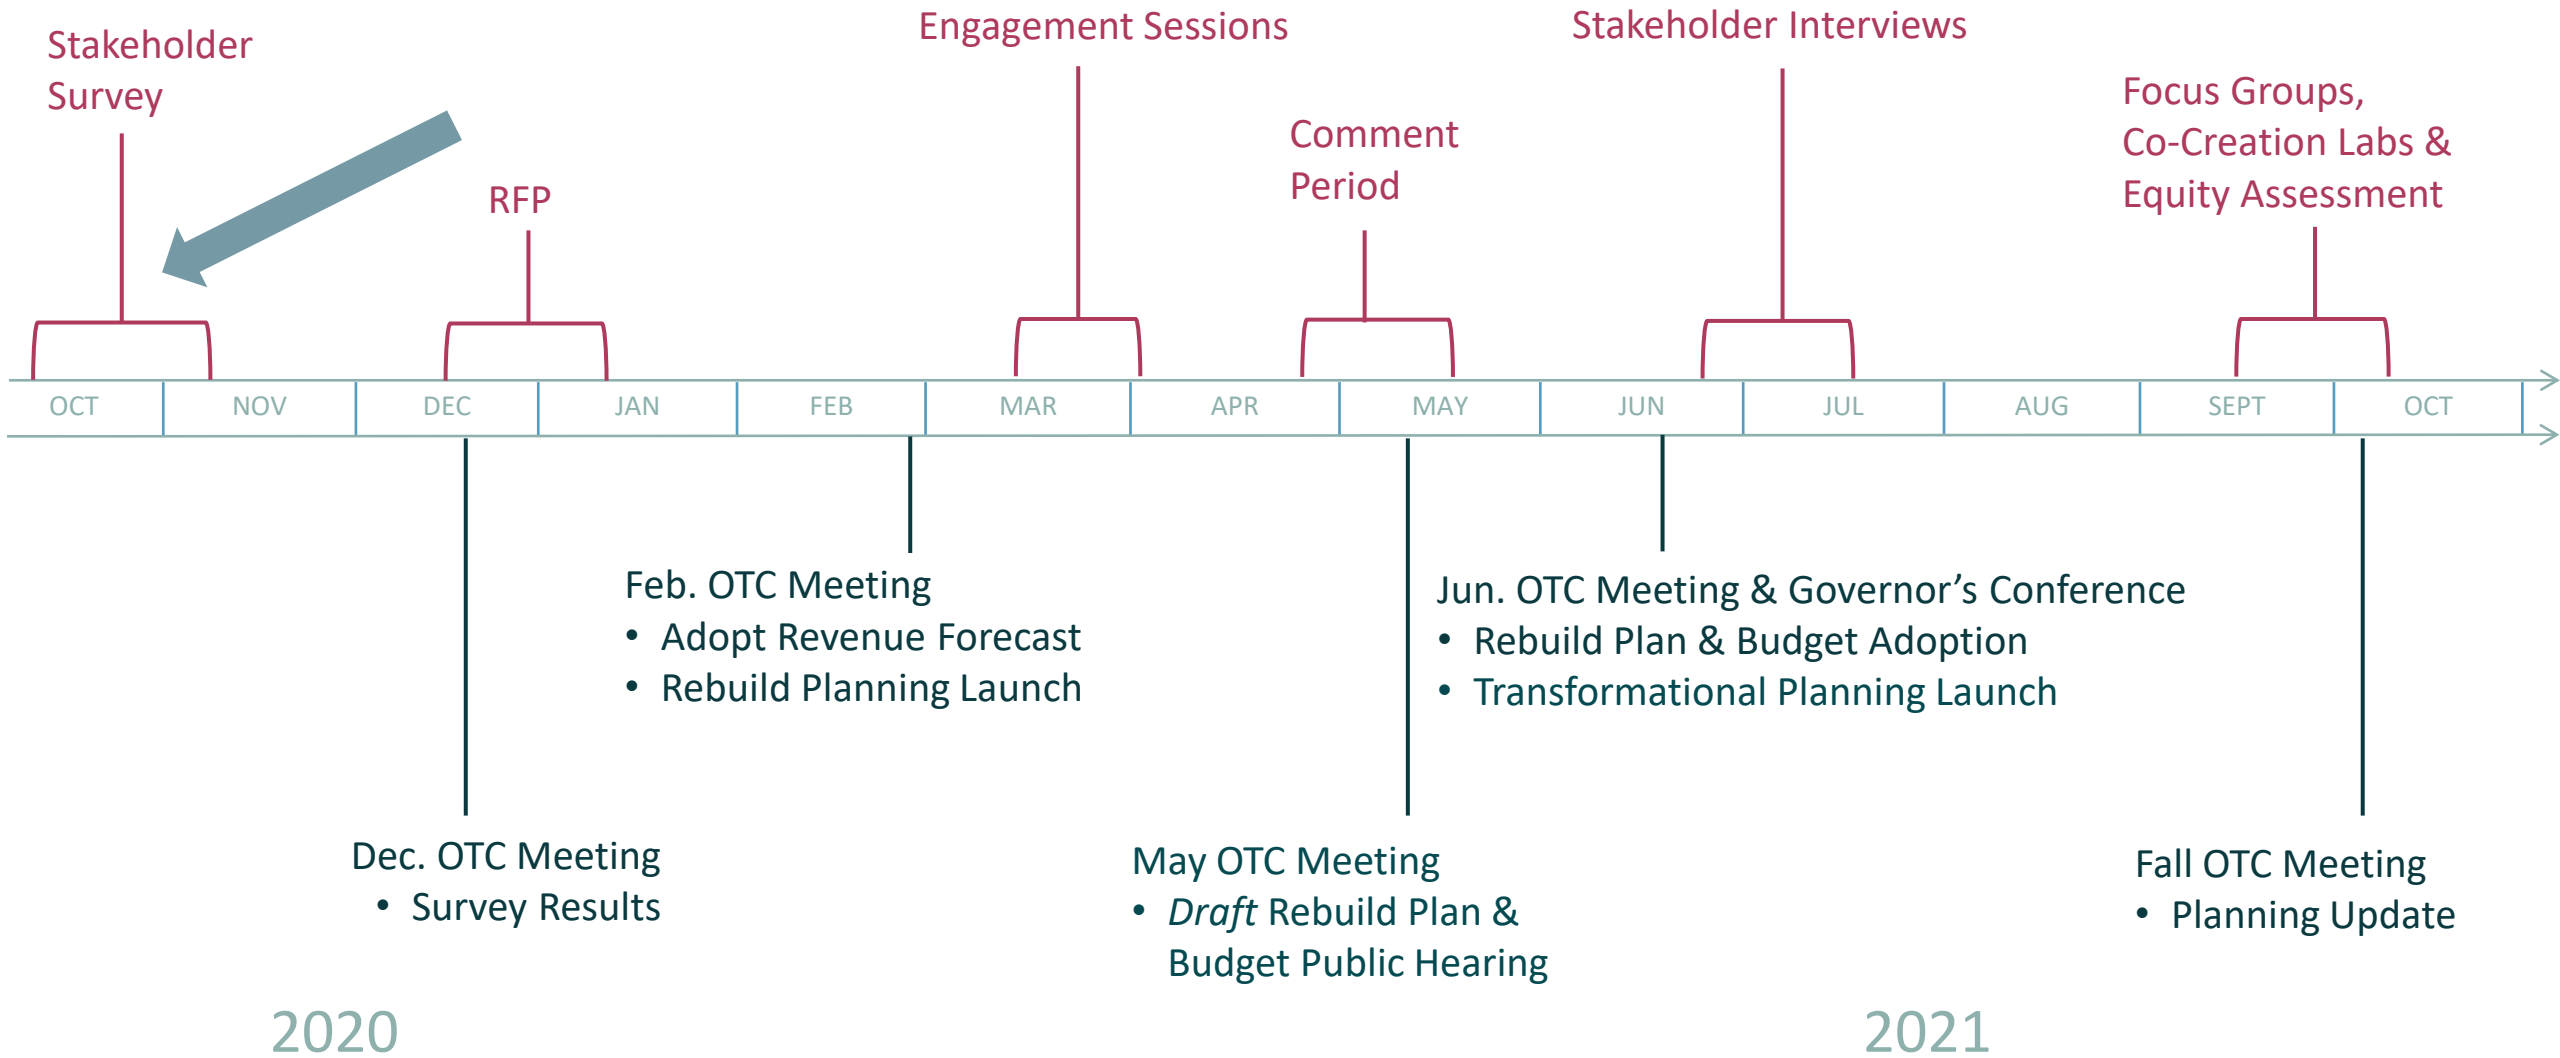 Stakeholder
Survey
RFP
Engagement Sessions
Comment
Period
Stakeholder Interviews
Focus Groups,
Co-Creation Labs &
Equity Assessment
OCT NOV DEC JAN FEB MAR APR MAY JUN JUL AUG SEPT OCT
Dec. OTC Meeting
• Survey Results
Feb. OTC Meeting
• Adopt Revenue Forecast
• Rebuild Planning Launch
May OTC Meeting
• Draft Rebuild Plan &
Budget Public Hearing
Jun. OTC Meeting & Governor’s Conference
• Rebuild Plan & Budget Adoption
• Transformational Planning Launch
Fall OTC Meeting
• Planning Update
2020
2021